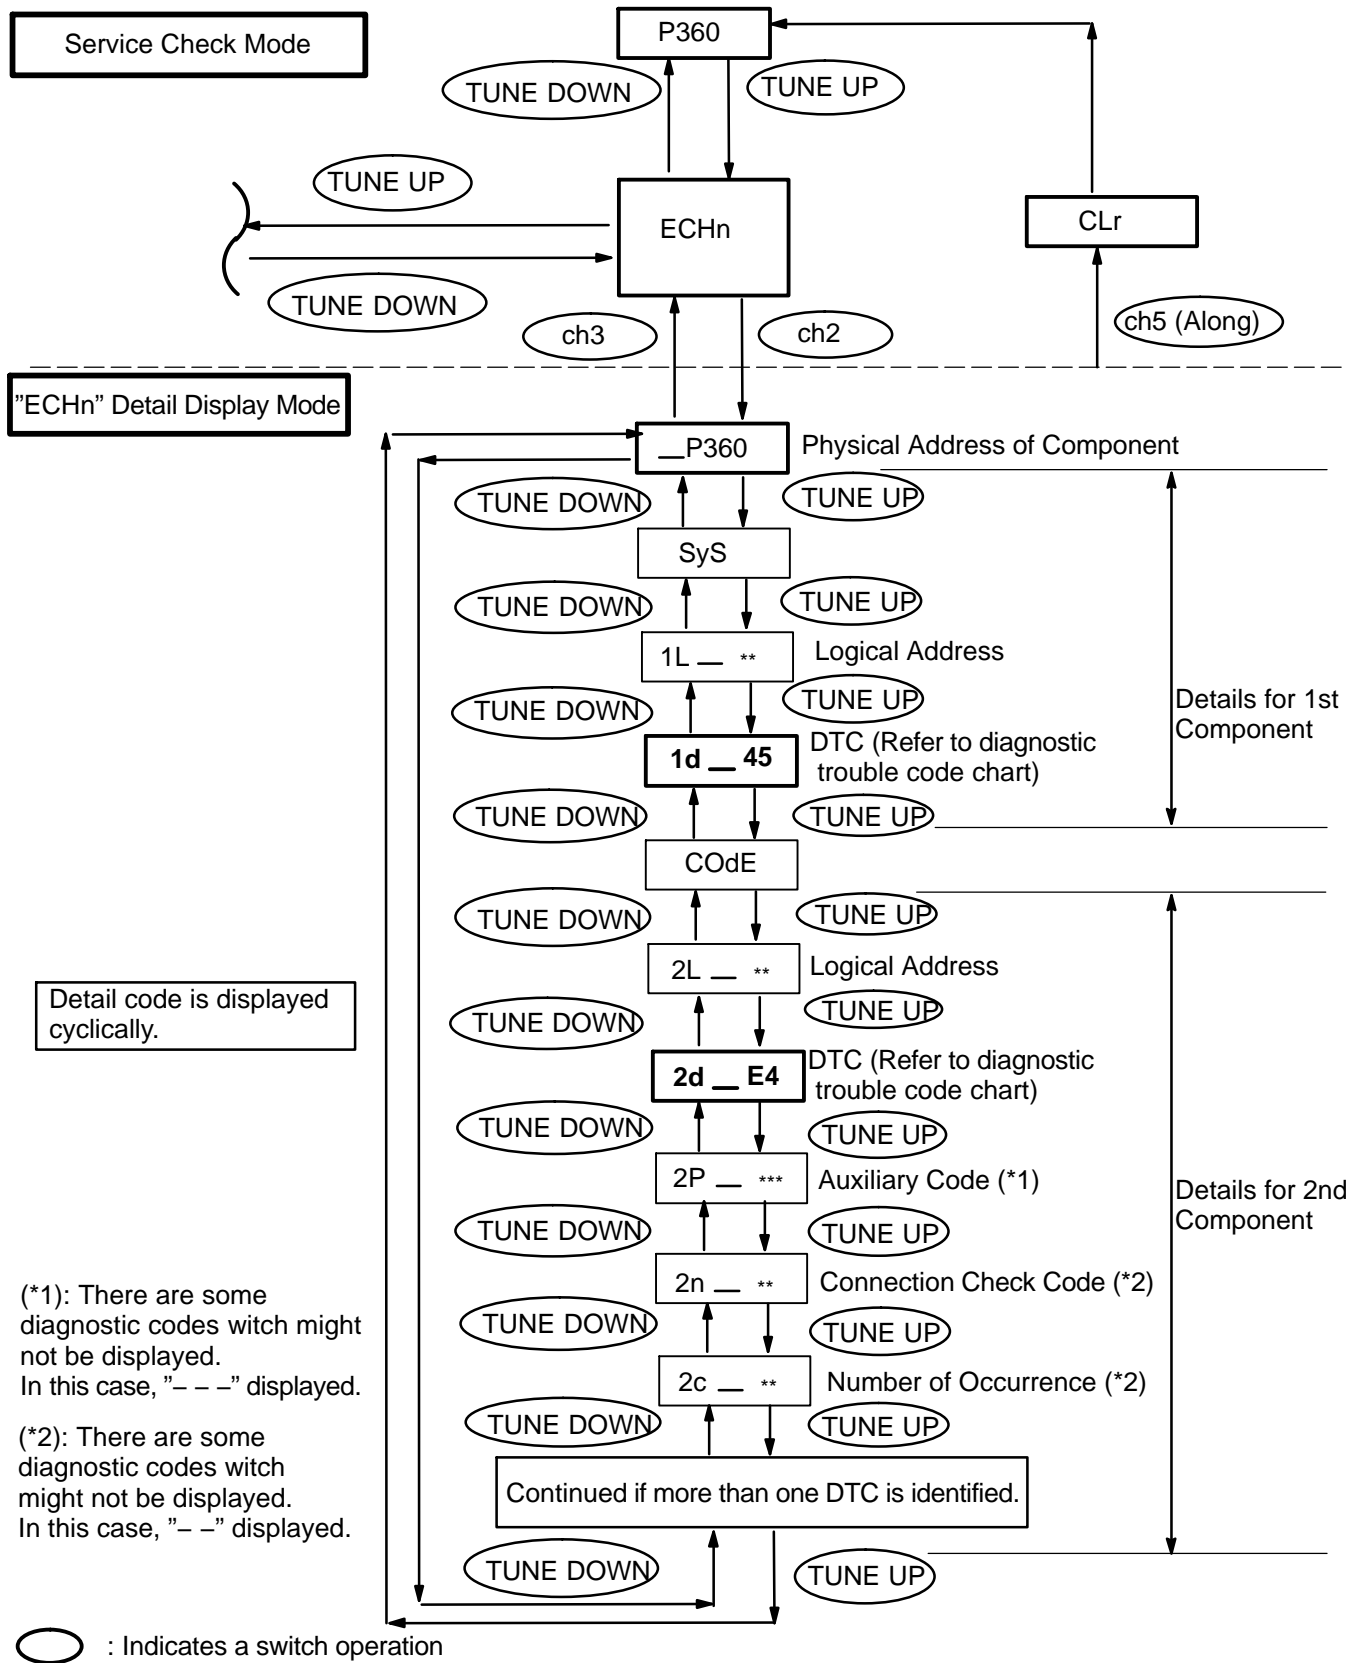 Service Check Mode
P360
TUNE DOWN
TUNE UP
TUNE UP
ECHn
CLr
TUNE DOWN
ch3
ch2
ch5 (Along)
”ECHn” Detail Display Mode
__P360
Physical Address of Component
TUNE DOWN
TUNE UP
SyS
TUNE DOWN
TUNE UP
1L __ **
Logical Address
TUNE DOWN
TUNE UP
Details for 1st
Component
1d __ 45
DTC (Refer to diagnostic
trouble code chart)
TUNE DOWN
TUNE UP
COdE
TUNE DOWN
TUNE UP
2L __ **
Logical Address
Detail code is displayed
cyclically.
TUNE DOWN
TUNE UP
2d __ E4
DTC (Refer to diagnostic
trouble code chart)
TUNE DOWN
TUNE UP
2P __ ***
Auxiliary Code (*1)
Details for 2nd
Component
TUNE DOWN
TUNE UP
2n __ **
Connection Check Code (*2)
TUNE DOWN
TUNE UP
2c __ **
Number of Occurrence (*2)
TUNE DOWN
TUNE UP
(*1): There are some
diagnostic codes witch might
not be displayed.
In this case, ”– – –” displayed.
(*2): There are some
diagnostic codes witch
might not be displayed.
In this case, ”– –” displayed.
Continued if more than one DTC is identified.
TUNE DOWN
TUNE UP
: Indicates a switch operation